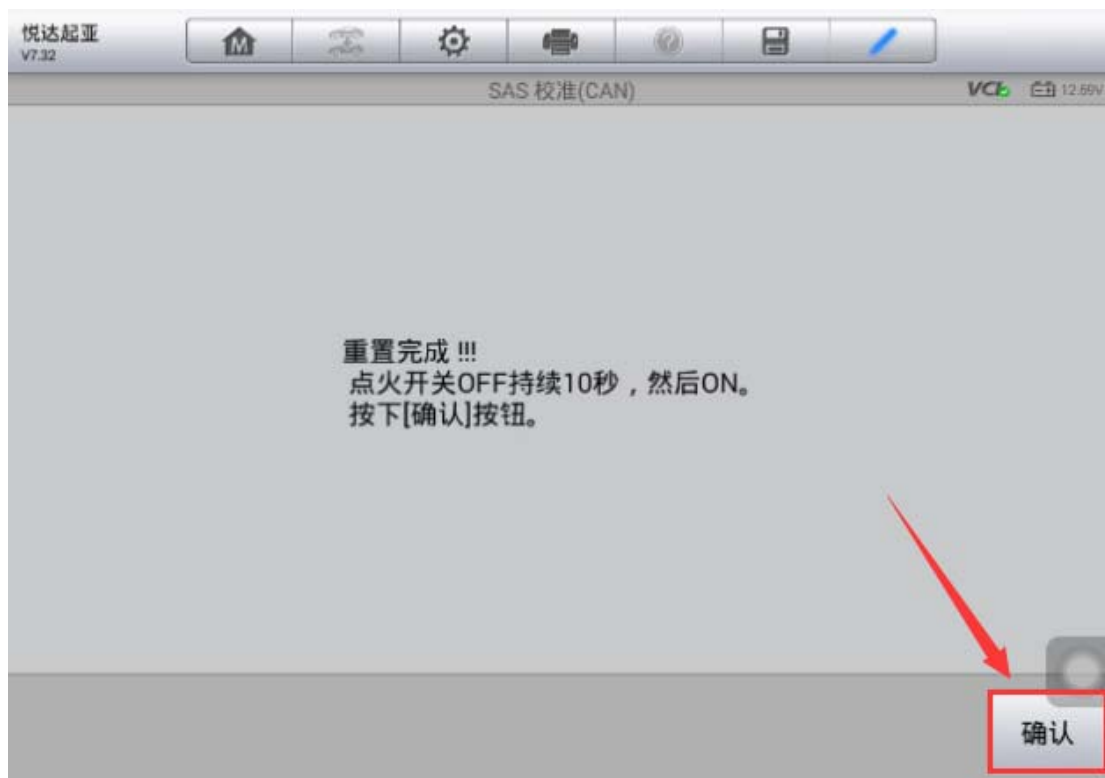 悦达起亚
V7.32
M
SAS 校准(CAN)
VCI
12.59V
重置完成 !!!
点火开关OFF持续10秒，然后ON。
按下[确认]按钮。
确认